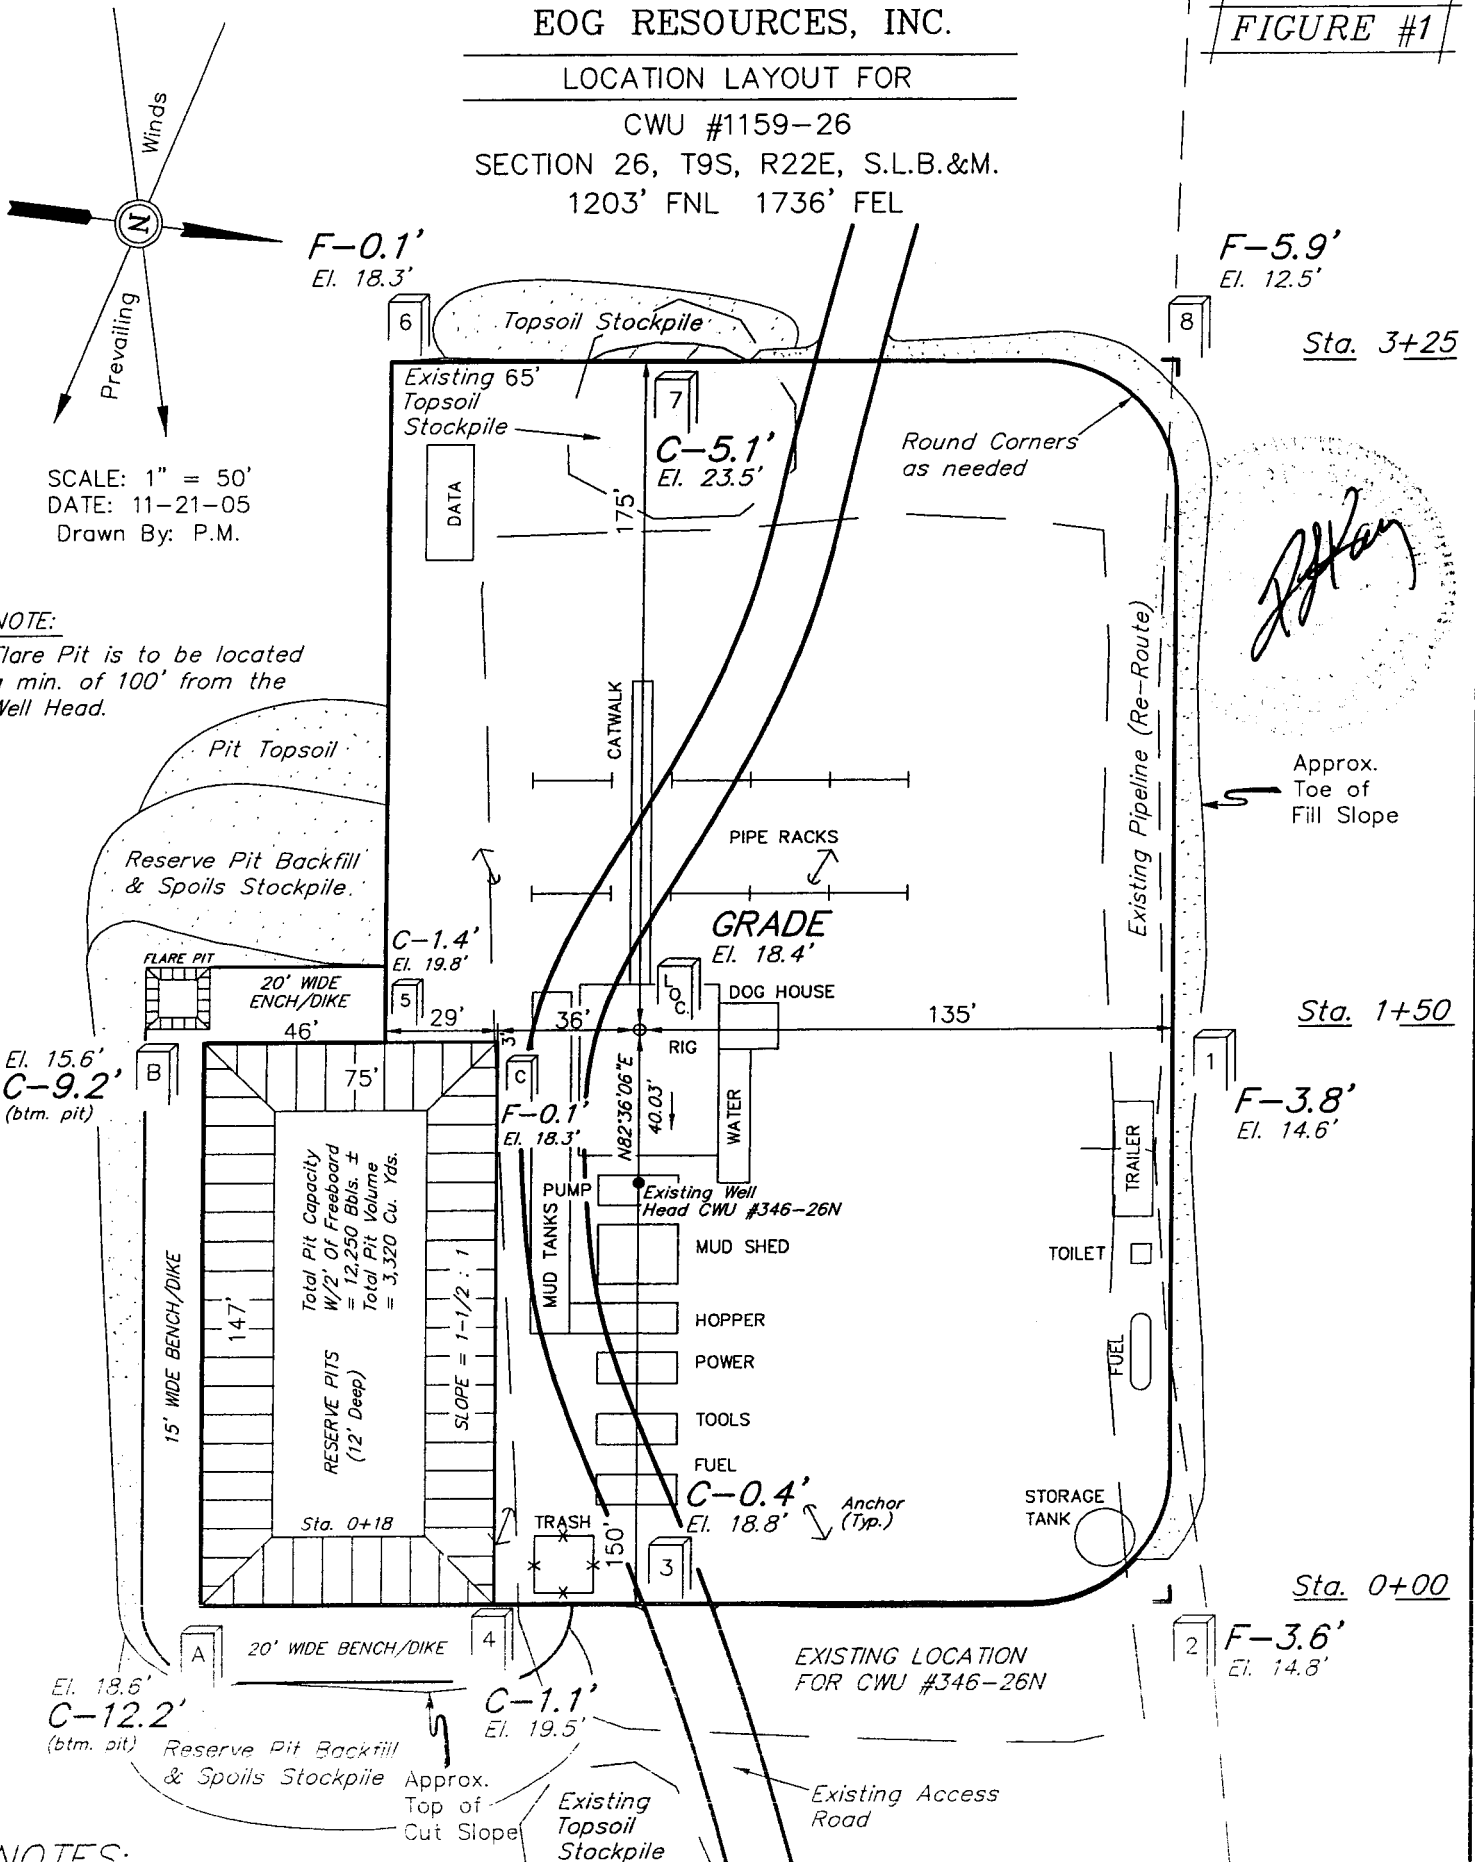 EOG RESOURCES, INC.
FIGURE #1
LOCATION LAYOUT FOR
CWU #1159-26
SECTION 26, T9S, R22E, S.L.B.&M.
1203' FNL 1736' FEL
Winds
N
Prevailing
SCALE: 1" = 50'
DATE: 11-21-05
Drawn By: P.M.
F-0.1'
El. 18.3'
6
Topsoil Stockpile
F-5.9'
El. 12.5'
8
Sta. 3+25
Existing
Topsoil
Stockpile
65'
7
C-5.1'
El. 23.5'
175'
Round Corners
as needed
DATA
NOTE:
Flare Pit is to be located
a min. of 100' from the
Well Head.
Pit Topsoil
Reserve Pit Backfill
& Spoils Stockpile.
CATWALK
PIPE RACKS
Existing Pipeline (Re-Route)
Approx.
Toe of
Fill Slope
GRADE
El. 18.4'
C-1.4'
El. 19.8'
5
FLARE PIT
20' WIDE
ENCH/DIKE
46'
29'
3'
36'
LOC.
DOG HOUSE
135'
RIG
Sta. 1+50
1
F-3.8'
El. 14.6'
El. 15.6'
C-9.2'
(btm. pit)
B
75'
C
F-0.1'
El. 18.3'
N82°36'06"E
40.03'
WATER
TRAILER
Total Pit Capacity
W/2' Of Freeboard
= 12,250 Bbls. ±
Total Pit Volume
= 3,320 Cu. Yds.
PUMP
Existing Well
Head CWU #346-26N
MUD TANKS
MUD SHED
TOILET
HOPPER
POWER
FUEL
TOOLS
FUEL
147'
15' WIDE BENCH/DIKE
RESERVE PITS
(12' Deep)
SLOPE = 1-1/2 : 1
C-0.4'
El. 18.8'
Anchor
(Typ.)
STORAGE
TANK
Sta. 0+18
TRASH
150'
3
Sta. 0+00
2
F-3.6'
El. 14.8'
A
20' WIDE BENCH/DIKE
4
EXISTING LOCATION
FOR CWU #346-26N
El. 18.6'
C-12.2'
(btm. pit)
C-1.1'
El. 19.5'
Reserve Pit Backfill
& Spoils Stockpile
Approx.
Top of
Cut Slope
Existing
Topsoil
Stockpile
Existing Access
Road
NOTES: